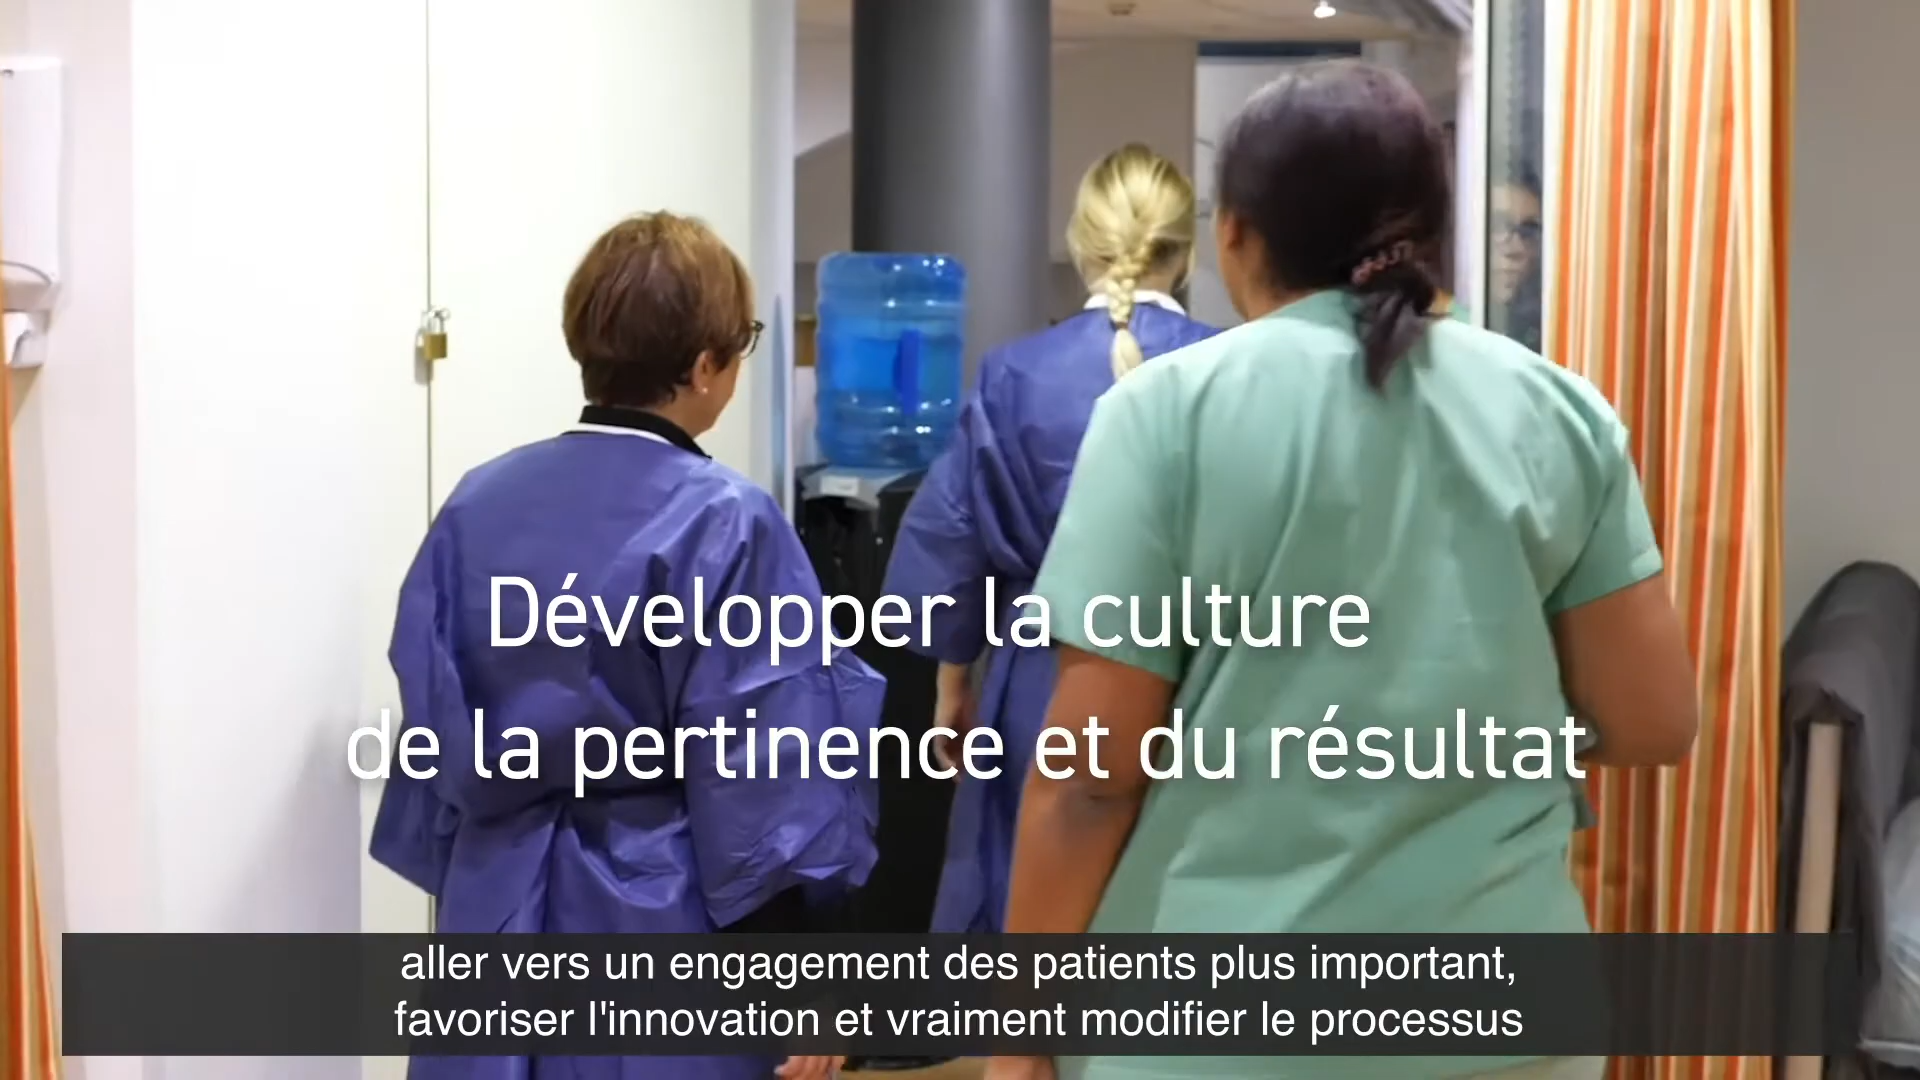 Développer la culture
de la pertinence et du résultat
aller vers un engagement des patients plus important,
favoriser l'innovation et vraiment modifier le processus